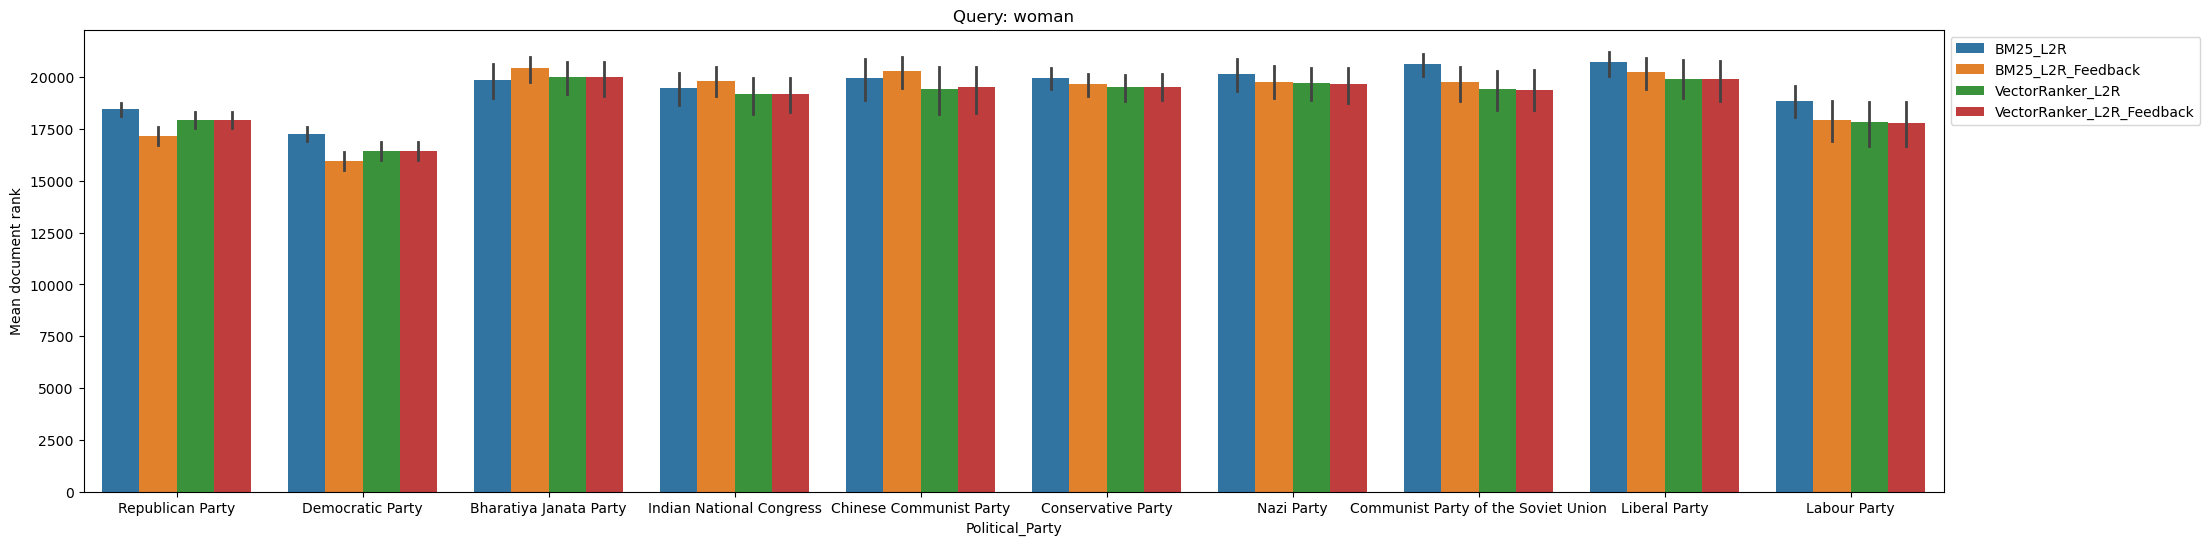 Query: woman
BM25_L2R
BM25_L2R_Feedback
VectorRanker_L2R
VectorRanker_L2R_Feedback
Mean document rank
20000
17500
15000
12500
10000
7500
5000
2500
0
Republican Party Democratic Party Bharatiya Janata Party Indian National Congress Chinese Communist Party Conservative Party Nazi Party Communist Party of the Soviet Union Liberal Party Labour Party
Political_Party